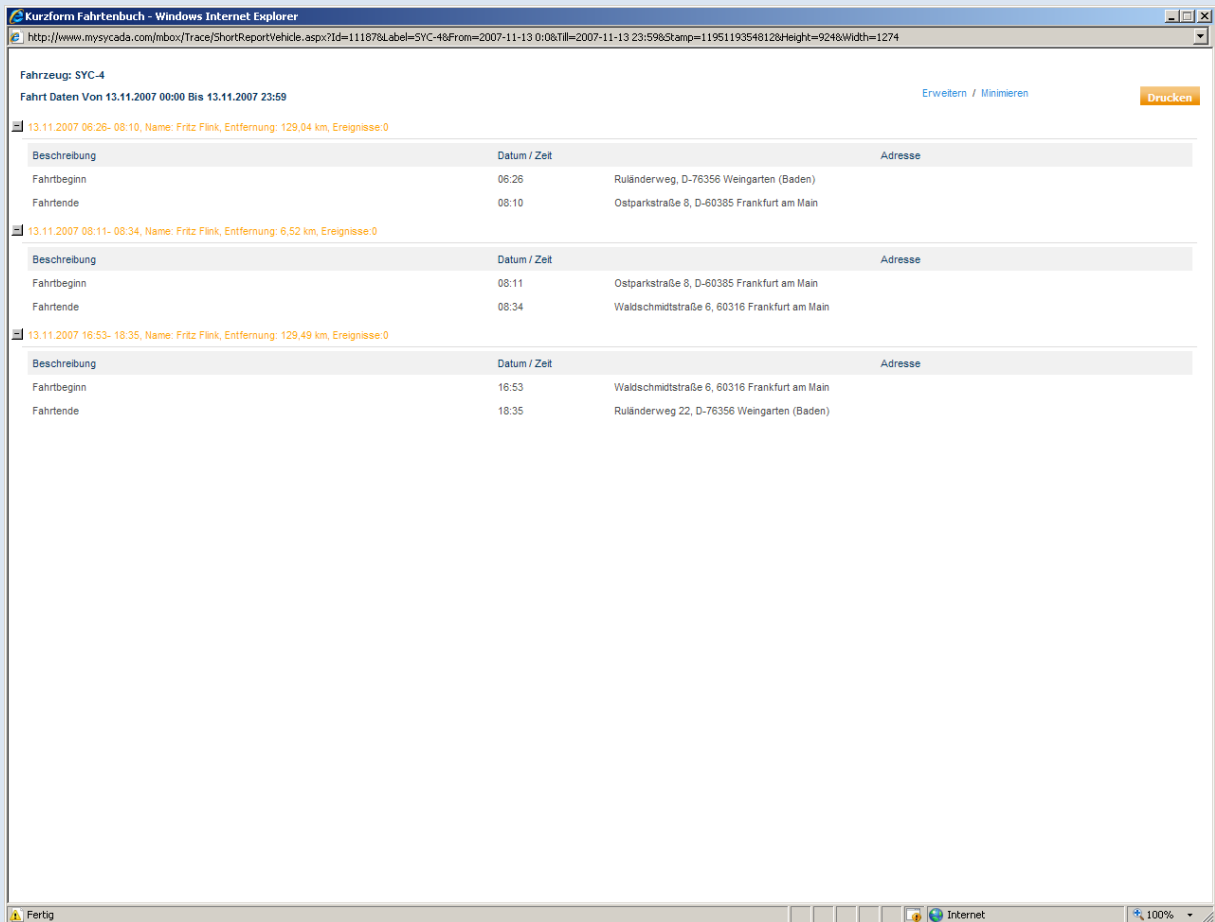 Kurzform Fahrtenbuch - Windows Internet Explorer
http://www.mysycada.com/mbox/Trace/ShortReportVehicle.aspx?Id=11187&Label=SYC-4&From=2007-11-13 0:0&Till=2007-11-13 23:59&Stamp=1195119354812&Height=924&Width=1274
Fahrzeug: SYC-4
Fahrt Daten Von 13.11.2007 00:00 Bis 13.11.2007 23:59
Erweitern / Minimieren
Drucken
13.11.2007 06:26- 08:10, Name: Fritz Flink, Entfernung: 129,04 km, Ereignisse:0
Beschreibung Datum / Zeit Adresse
Fahrtbeginn 06:26 Ruländerweg, D-76356 Weingarten (Baden)
Fahrtende 08:10 Ostparkstraße 8, D-60385 Frankfurt am Main
13.11.2007 08:11- 08:34, Name: Fritz Flink, Entfernung: 6,52 km, Ereignisse:0
Beschreibung Datum / Zeit Adresse
Fahrtbeginn 08:11 Ostparkstraße 8, D-60385 Frankfurt am Main
Fahrtende 08:34 Waldschmidtstraße 6, 60316 Frankfurt am Main
13.11.2007 16:53- 18:35, Name: Fritz Flink, Entfernung: 129,49 km, Ereignisse:0
Beschreibung Datum / Zeit Adresse
Fahrtbeginn 16:53 Waldschmidtstraße 6, 60316 Frankfurt am Main
Fahrtende 18:35 Ruländerweg 22, D-76356 Weingarten (Baden)
Fertig Internet 100%